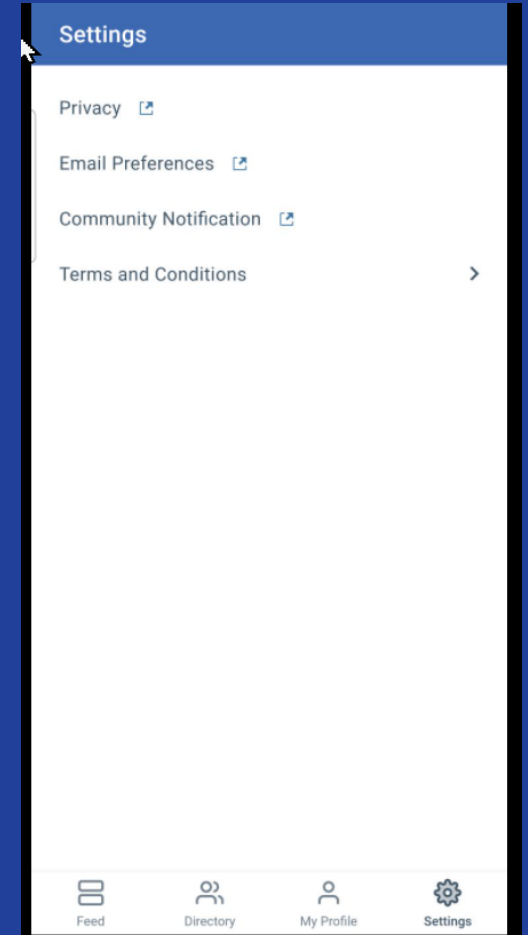 Settings
Privacy
Email Preferences
Community Notification
Terms and Conditions
Feed Directory My Profile Settings